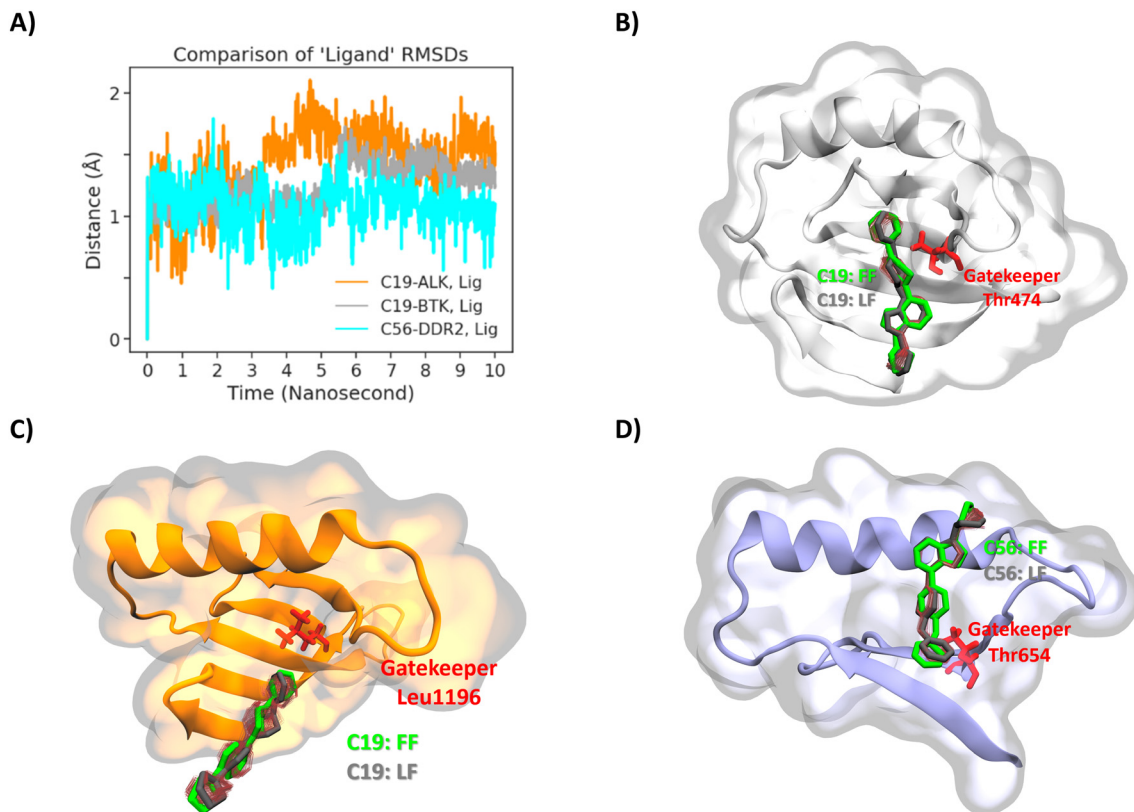 A)
Comparison of 'Ligand' RMSDs
Distance (Å)
2
1
0
C19-ALK, Lig
C19-BTK, Lig
C56-DDR2, Lig
0 1 2 3 4 5 6 7 8 9 10
Time (Nanosecond)
B)
C19: FF
C19: LF
Gatekeeper
Thr474
C)
Gatekeeper
Leu1196
C19: FF
C19: LF
D)
C56: FF
C56: LF
Gatekeeper
Thr654